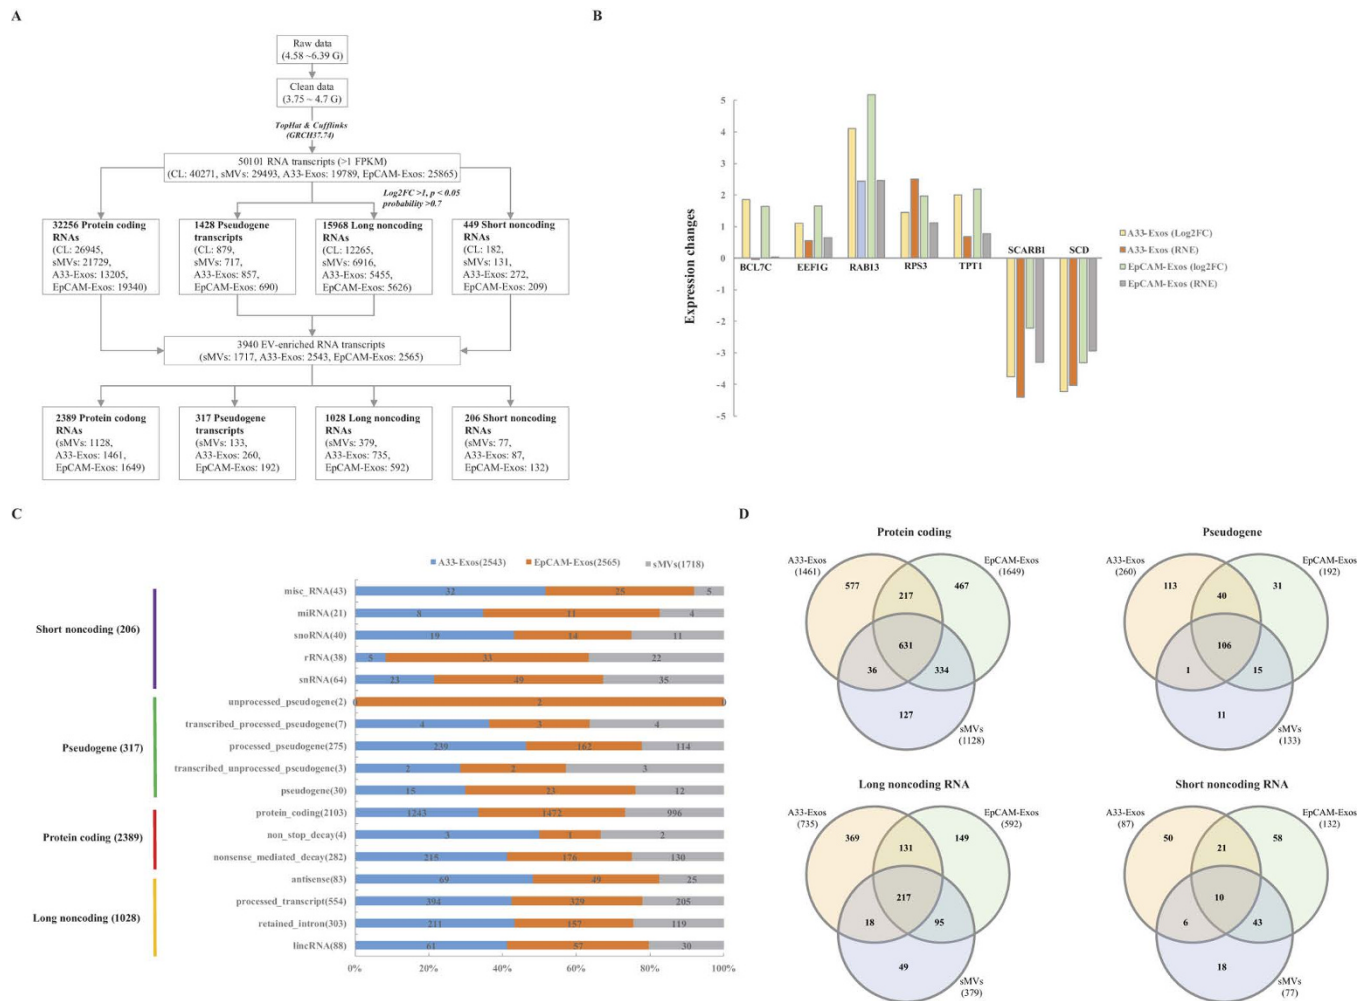 A
Raw data
(4.58 ~6.39 G)
Clean data
(3.75 ~ 4.7 G)
TopHat & Cufflinks
(GRCH37.74)
50101 RNA transcripts (>1 FPKM)
(CL: 40271, sMVs: 29493, A33-Exos: 19789, EpCAM-Exos: 25865)
Log2FC >1, p < 0.05
probability >0.7
32256 Protein coding
RNAs
(CL: 26945,
sMVs: 21729,
A33-Exos: 13205,
EpCAM-Exos: 19340)
1428 Pseudogene
transcripts
(CL: 879,
sMVs: 717,
A33-Exos: 857,
EpCAM-Exos: 690)
15968 Long noncoding
RNAs
(CL: 12265,
sMVs: 6916,
A33-Exos: 5455,
EpCAM-Exos: 5626)
449 Short noncoding
RNAs
(CL: 182,
sMVs: 131,
A33-Exos: 272,
EpCAM-Exos: 209)
3940 EV-enriched RNA transcripts
(sMVs: 1717, A33-Exos: 2543, EpCAM-Exos: 2565)
2389 Protein codong
RNAs
(sMVs: 1128,
A33-Exos: 1461,
EpCAM-Exos: 1649)
317 Pseudogene
transcripts
(sMVs: 133,
A33-Exos: 260,
EpCAM-Exos: 192)
1028 Long noncoding
RNAs
(sMVs: 379,
A33-Exos: 735,
EpCAM-Exos: 592)
206 Short noncoding
RNAs
(sMVs: 77,
A33-Exos: 87,
EpCAM-Exos: 132)
B
Expression changes
5
4
3
2
1
0
-1
-2
-3
-4
-5
BCL7C
EEF1G
RAB13
RPS3
TPT1
SCARB1
SCD
A33-Exos (Log2FC)
A33-Exos (RNE)
EpCAM-Exos (log2FC)
EpCAM-Exos (RNE)
C
A33-Exos(2543)
EpCAM-Exos(2565)
sMVs(1718)
Short noncoding (206)
misc_RNA(43) 32 25 5
miRNA(21) 8 11 4
snoRNA(40) 19 14 11
rRNA(38) 5 33 22
snRNA(64) 23 49 35
Pseudogene (317)
unprocessed_pseudogene(2) 0 2 0
transcribed_processed_pseudogene(7) 4 3 4
processed_pseudogene(275) 239 162 114
transcribed_unprocessed_pseudogene(3) 2 2 3
pseudogene(30) 15 23 12
Protein coding (2389)
protein_coding(2103) 1243 1472 996
non_stop_decay(4) 3 1 2
nonsense_mediated_decay(282) 215 176 130
Long noncoding (1028)
antisense(83) 69 49 25
processed_transcript(554) 394 329 205
retained_intron(303) 211 157 119
lincRNA(88) 61 57 30
0% 20% 40% 60% 80% 100%
D
Protein coding
A33-Exos
(1461)
EpCAM-Exos
(1649)
577
217
467
631
36
334
127
sMVs
(1128)
Pseudogene
A33-Exos
(260)
EpCAM-Exos
(192)
113
40
31
106
1
15
11
sMVs
(133)
Long noncoding RNA
A33-Exos
(735)
EpCAM-Exos
(592)
369
131
149
217
18
95
49
sMVs
(379)
Short noncoding RNA
A33-Exos
(87)
EpCAM-Exos
(132)
50
21
58
10
6
43
18
sMVs
(77)